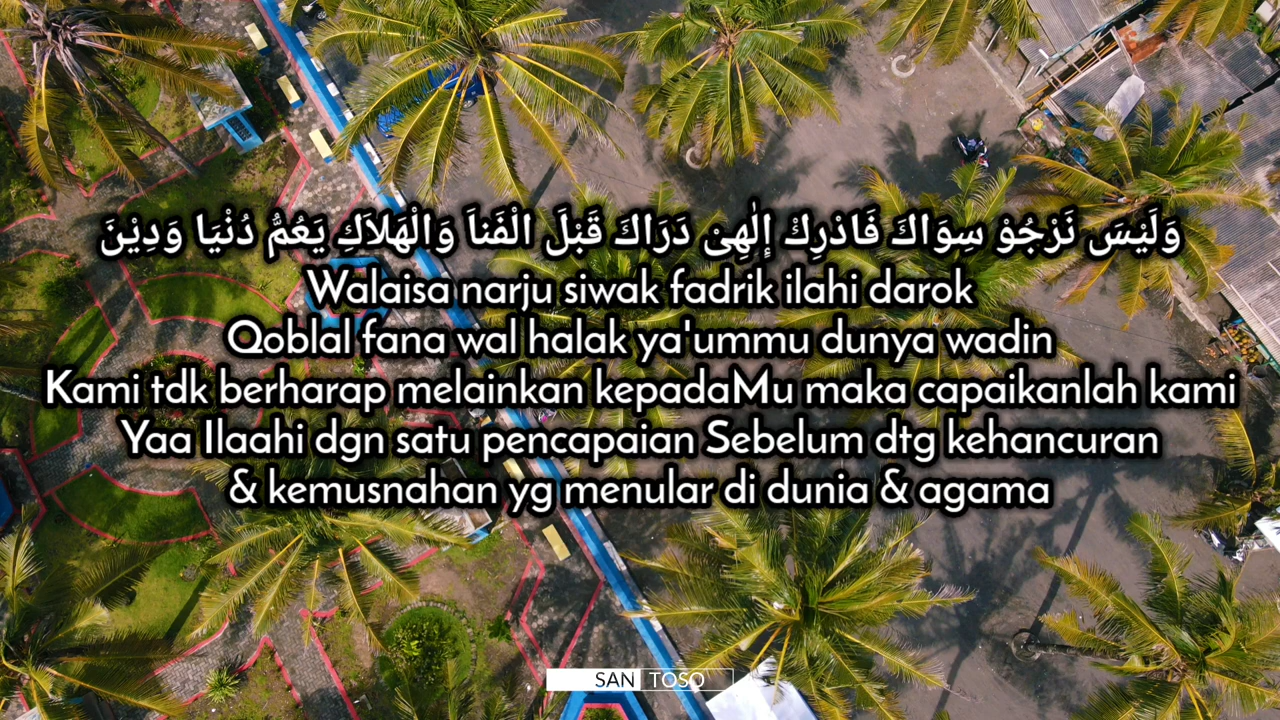 وَلَيْسَ نَرْجُوْ سِوَاكَ فَادْرِكْ إِلٰهِىْ دَرَاكَ قَبْلَ الْفَناَ وَالْهَلاَكِ يَعُمُّ دُنْيَا وَدِيْنَ
Walaisa narju siwak fadrik ilahi darok
Qoblal fana wal halak ya'ummu dunya wadin
Kami tdk berharap melainkan kepadaMu maka capaikanlah kami
Yaa Ilaahi dgn satu pencapaian Sebelum dtg kehancuran
& kemusnahan yg menular di dunia & agama
SAN TOSO